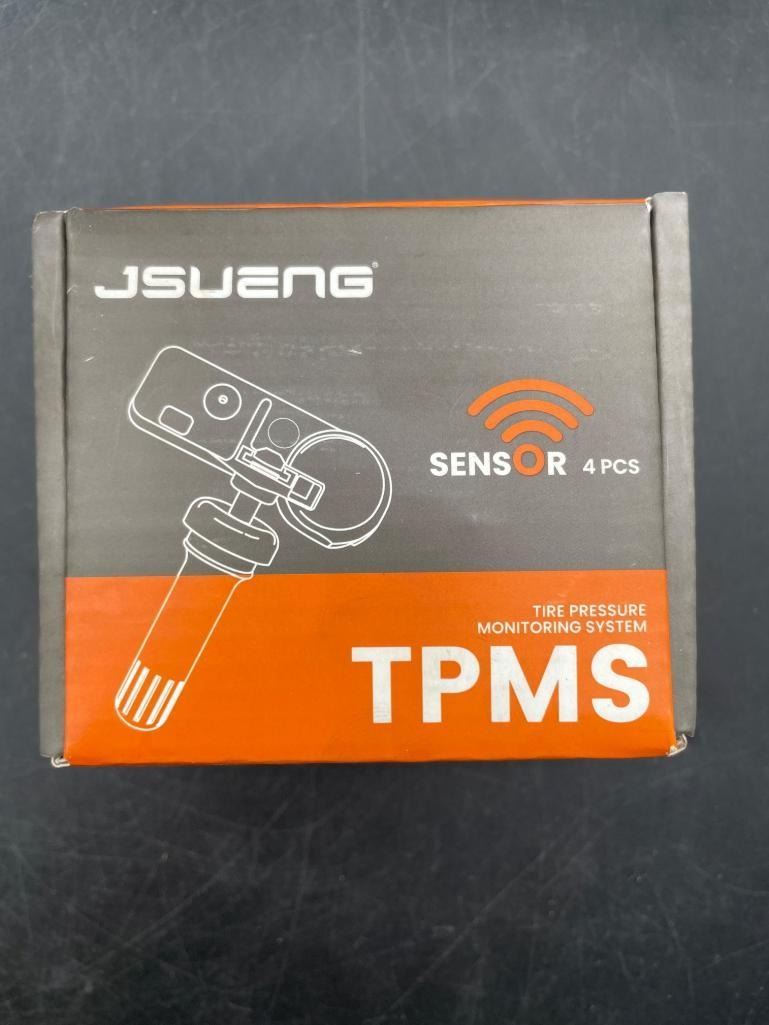 JSUENG®
SENSOR 4 PCS
TIRE PRESSURE
MONITORING SYSTEM
TPMS